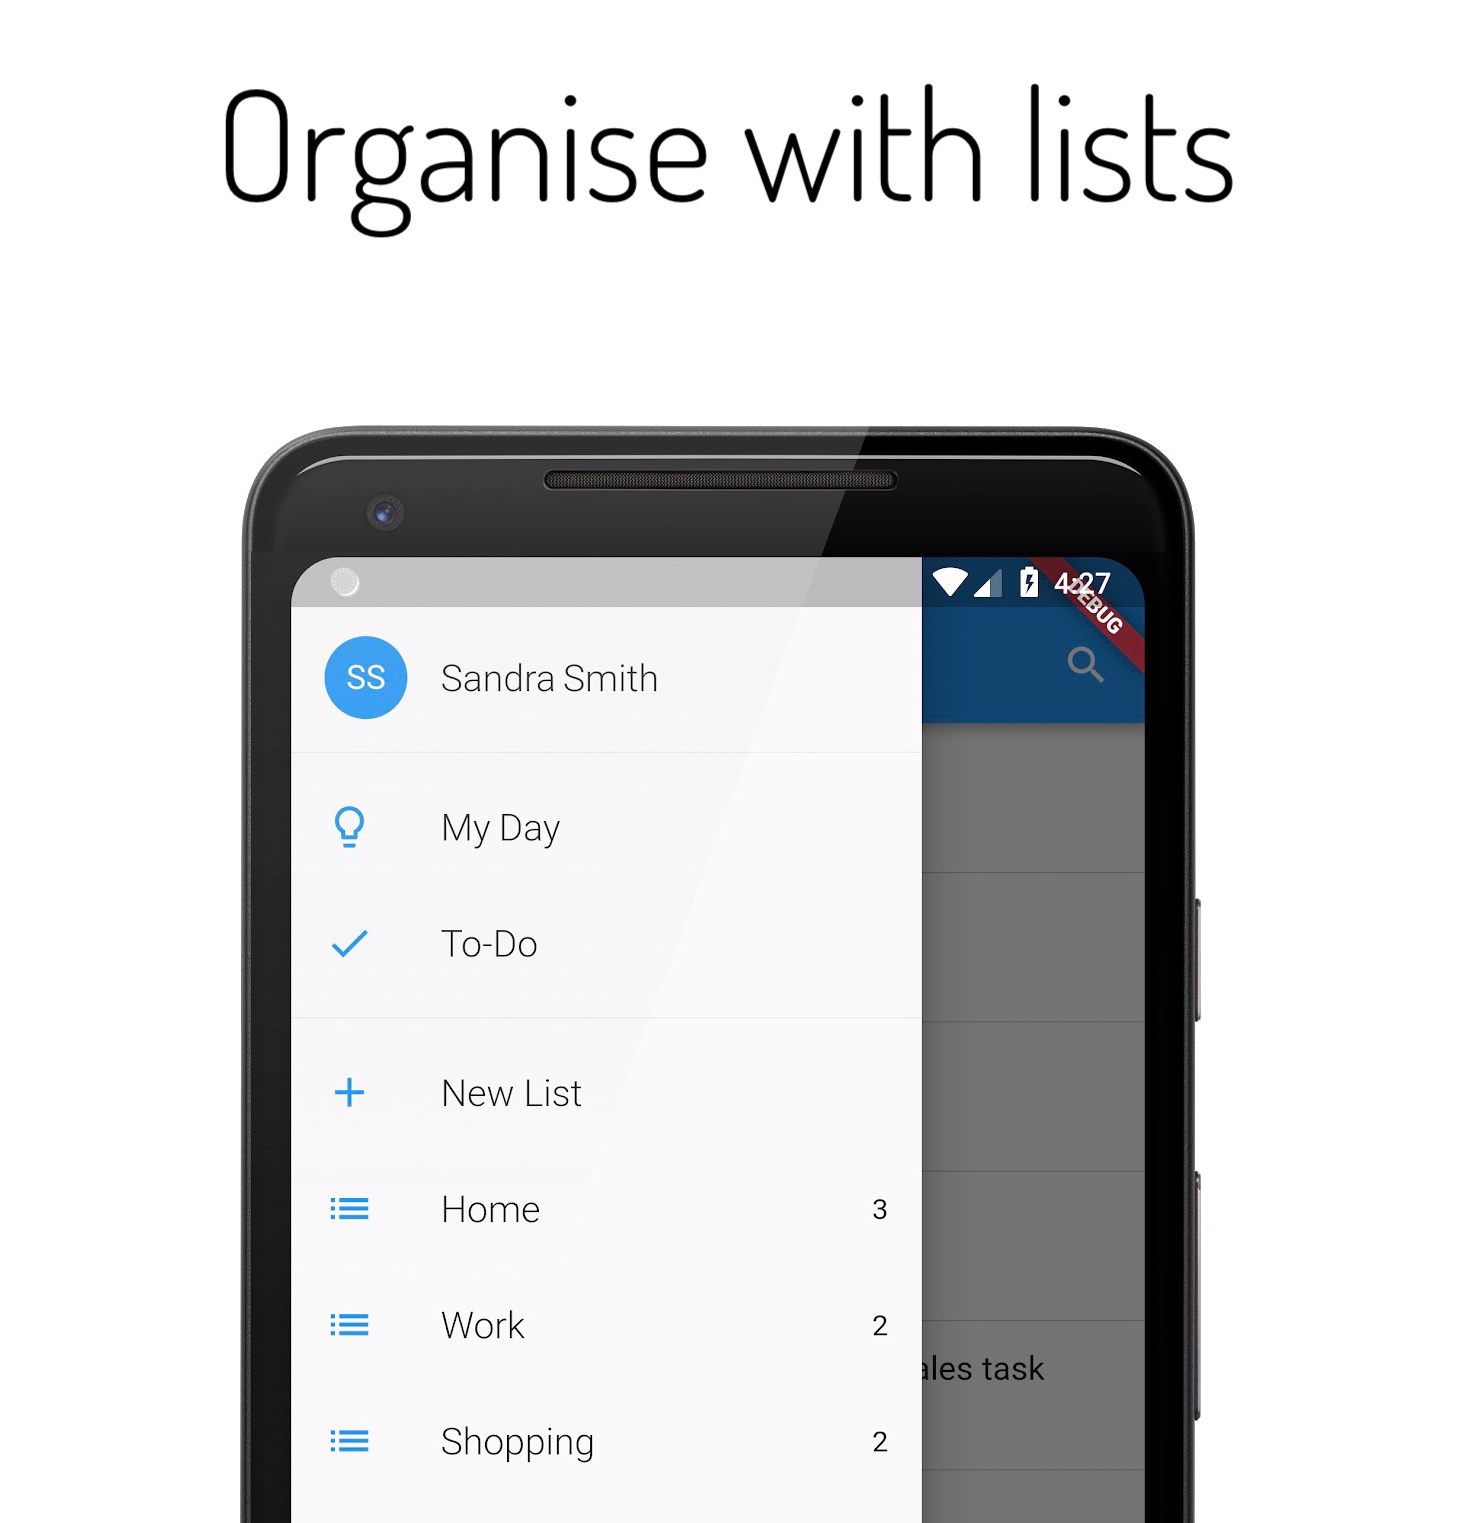 Organise with lists
4:27
DEBUG
SS Sandra Smith
My Day
To-Do
New List
Home 3
Work 2
ales task
Shopping 2